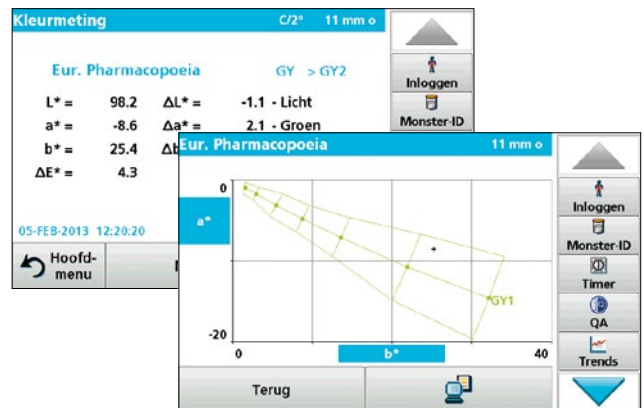 Kleurmeting C/2° 11 mm o
Eur. Pharmacopoeia GY > GY2
L* = 98.2 ΔL* = -1.1 - Licht
a* = -8.6 Δa* = 2.1 - Groen
b* = 25.4
ΔE* = 4.3
05-FEB-2013 12:20:20
Hoofd-
menu
Inloggen
Monster-ID
Eur. Pharmacopoeia 11 mm o
0
a*
GY1
-20
0 b* 40
Terug
Inloggen
Monster-ID
Timer
QA
Trends